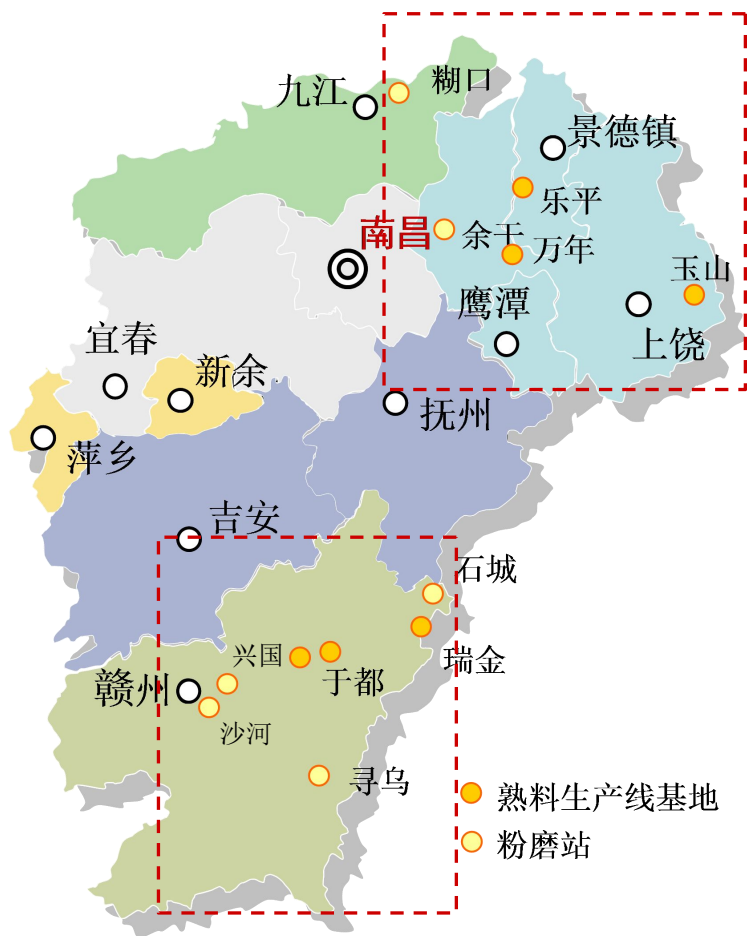 糊口
九江
景德镇
乐平
南昌
余干
万年
玉山
鹰潭
上饶
宜春
新余
抚州
萍乡
吉安
石城
兴国
瑞金
赣州
于都
沙河
寻乌
熟料生产线基地
粉磨站